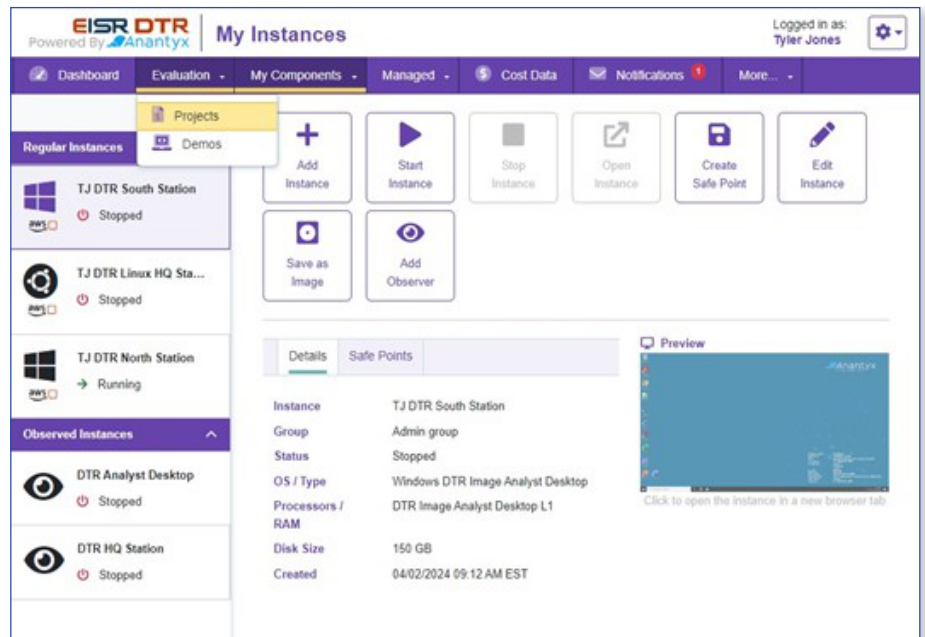 EISR DTR
Powered By Anantyx
My Instances
Logged in as:
Tyler Jones
Dashboard
Evaluation
My Components
Managed
$ Cost Data
Notifications 1
More...
Projects
Demos
Regular Instances
TJ DTR South Station
Stopped
aws
TJ DTR Linux HQ Sta...
Stopped
aws
TJ DTR North Station
Running
aws
Observed Instances
DTR Analyst Desktop
Stopped
DTR HQ Station
Stopped
Add
Instance
Start
Instance
Stop
Instance
Open
Instance
Create
Safe Point
Edit
Instance
Save as
Image
Add
Observer
Details
Safe Points
Instance TJ DTR South Station
Group Admin group
Status Stopped
OS / Type Windows DTR Image Analyst Desktop
Processors / DTR Image Analyst Desktop L1
RAM
Disk Size 150 GB
Created 04/02/2024 09:12 AM EST
Preview
Anantyx
Click to open the instance in a new browser tab